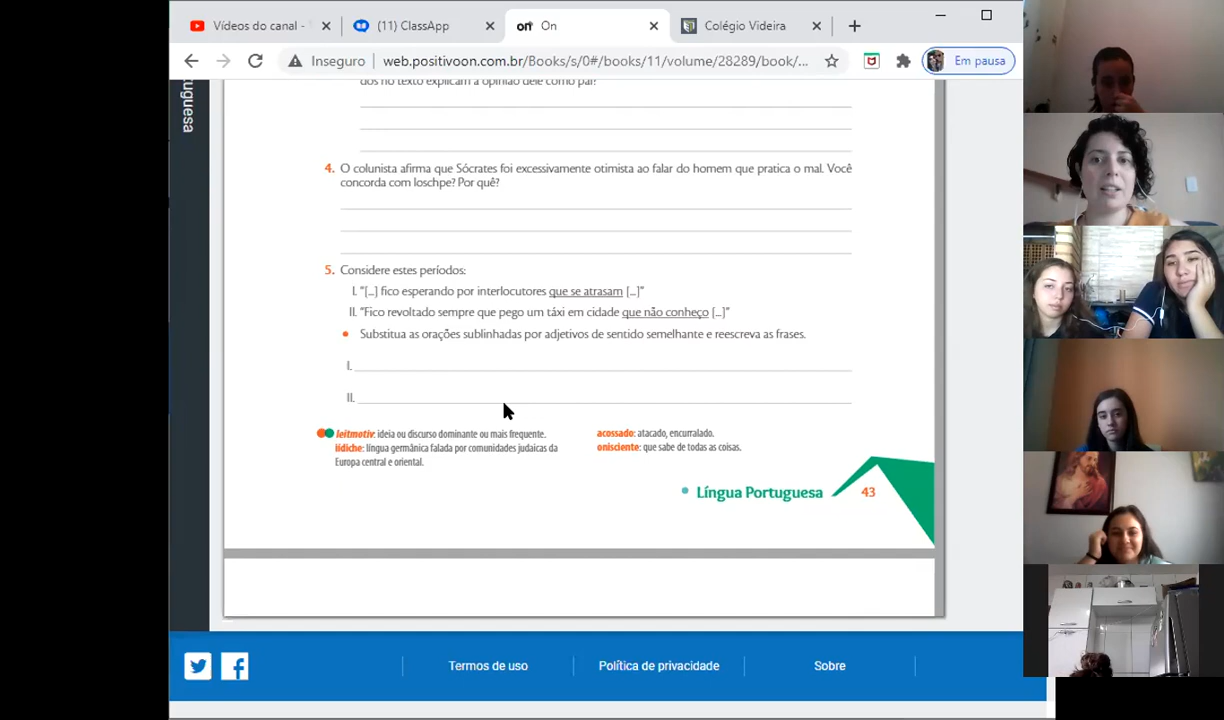 Vídeos do canal -
(11) ClassApp
on
On
Colégio Videira
Inseguro
web.positivoon.com.br/Books/s/0#/books/11/volume/28289/book/...
Em pausa
tuguesa
dos no texto explicam a opinião dele como pai?
4. O colunista afirma que Sócrates foi excessivamente otimista ao falar do homem que pratica o mal. Você
concorda com Ioschpe? Por quê?
5. Considere estes períodos:
I. "[...] fico esperando por interlocutores que se atrasam [...]"
II. "Fico revoltado sempre que pego um táxi em cidade que não conheço [...]"
• Substitua as orações sublinhadas por adjetivos de sentido semelhante e reescreva as frases.
I.
II.
leitmotiv: ideia ou discurso dominante ou mais frequente.
iídiche: língua germânica falada por comunidades judaicas da
Europa central e oriental.
acossado: atacado, encurralado.
onisciente: que sabe de todas as coisas.
• Língua Portuguesa 43
Termos de uso
Política de privacidade
Sobre